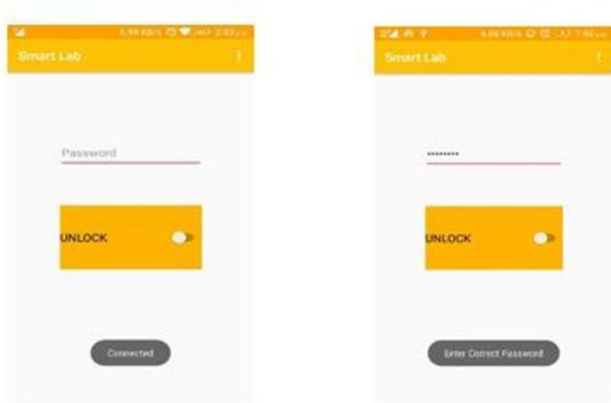 Smart Lab
Password
UNLOCK
Connected
Smart Lab
........
UNLOCK
Enter Correct Password